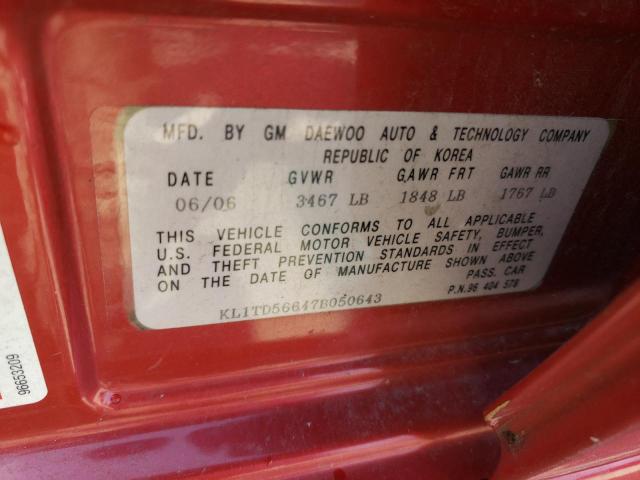 MFD. BY GM DAEWOO AUTO & TECHNOLOGY COMPANY
REPUBLIC OF KOREA
DATE GVWR GAWR FRT GAWR RR
06/06 3467 LB 1848 LB 1767 LB
THIS VEHICLE CONFORMS TO ALL APPLICABLE
U.S. FEDERAL MOTOR VEHICLE SAFETY, BUMPER,
AND THEFT PREVENTION STANDARDS IN EFFECT
ON THE DATE OF MANUFACTURE SHOWN ABOVE
PASS. CAR
KL1TD56647B050643
P.N.96 404 578
96653209